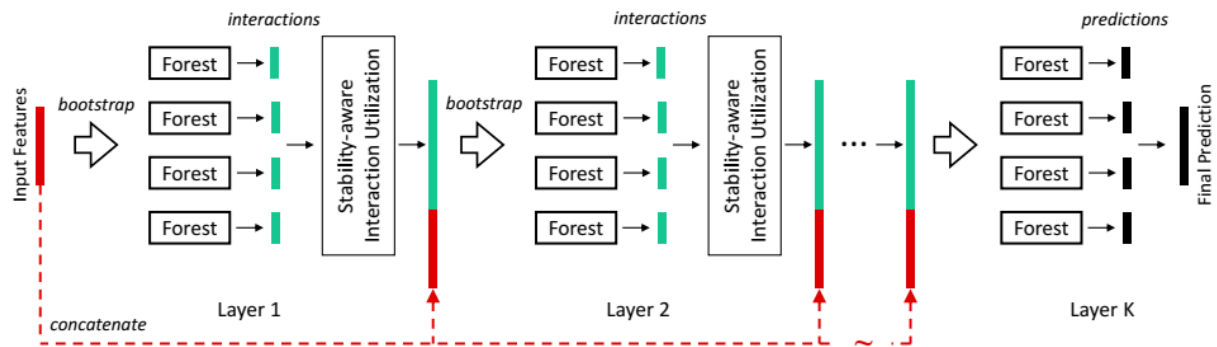 interactions
interactions
predictions
Input Features
bootstrap
Forest
Forest
Forest
Forest
Stability-aware
Interaction Utilization
bootstrap
Forest
Forest
Forest
Forest
Stability-aware
Interaction Utilization
...
Forest
Forest
Forest
Forest
Final Prediction
Layer 1
Layer 2
Layer K
concatenate
~